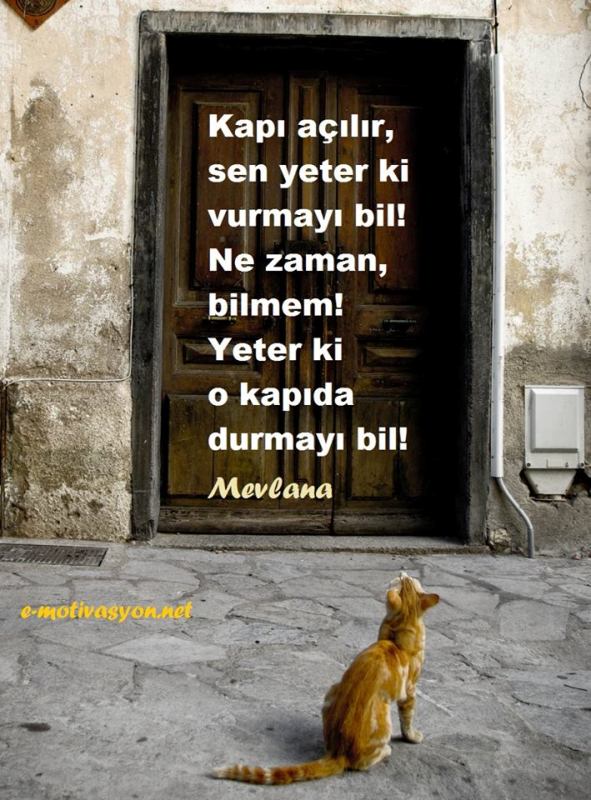 Kapı açılır,
sen yeter ki
vurmayı bil!
Ne zaman,
bilmem!
Yeter ki
o kapıda
durmayı bil!
Mevlana
e-motivasyon.net